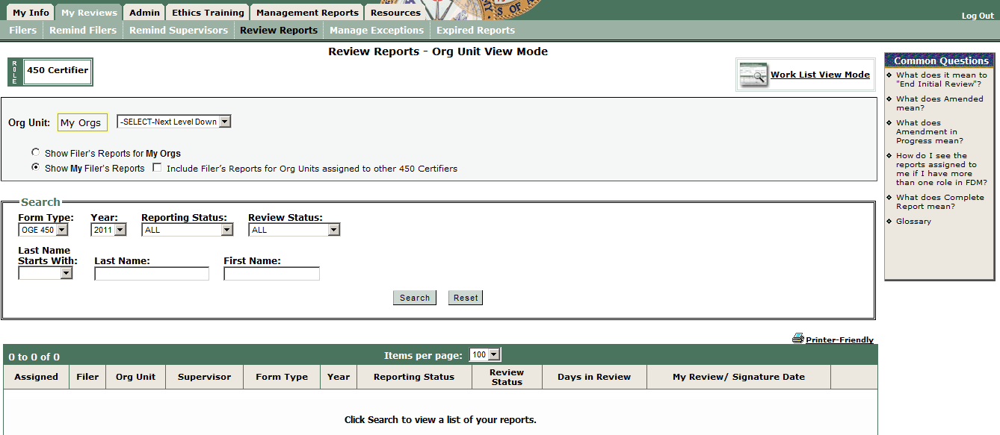 My Info My Reviews Admin Ethics Training Management Reports Resources
Log Out
Filers Remind Filers Remind Supervisors Review Reports Manage Exceptions Expired Reports
Review Reports - Org Unit View Mode
ROLE 450 Certifier
Work List View Mode
Org Unit: My Orgs -SELECT-Next Level Down
Show Filer's Reports for My Orgs
Show My Filer's Reports Include Filer's Reports for Org Units assigned to other 450 Certifiers
Common Questions
What does it mean to
"End Initial Review"?
What does Amended
mean?
What does
Amendment in
Progress mean?
How do I see the
reports assigned to
me if I have more
than one role in FDM?
What does Complete
Report mean?
Glossary
Search
Form Type: Year: Reporting Status: Review Status:
OGE 450 2011 ALL ALL
Last Name
Starts With: Last Name: First Name:
Search Reset
Printer-Friendly
0 to 0 of 0 Items per page: 100
Assigned Filer Org Unit Supervisor Form Type Year Reporting Status Review Status Days in Review My Review/ Signature Date
Click Search to view a list of your reports.